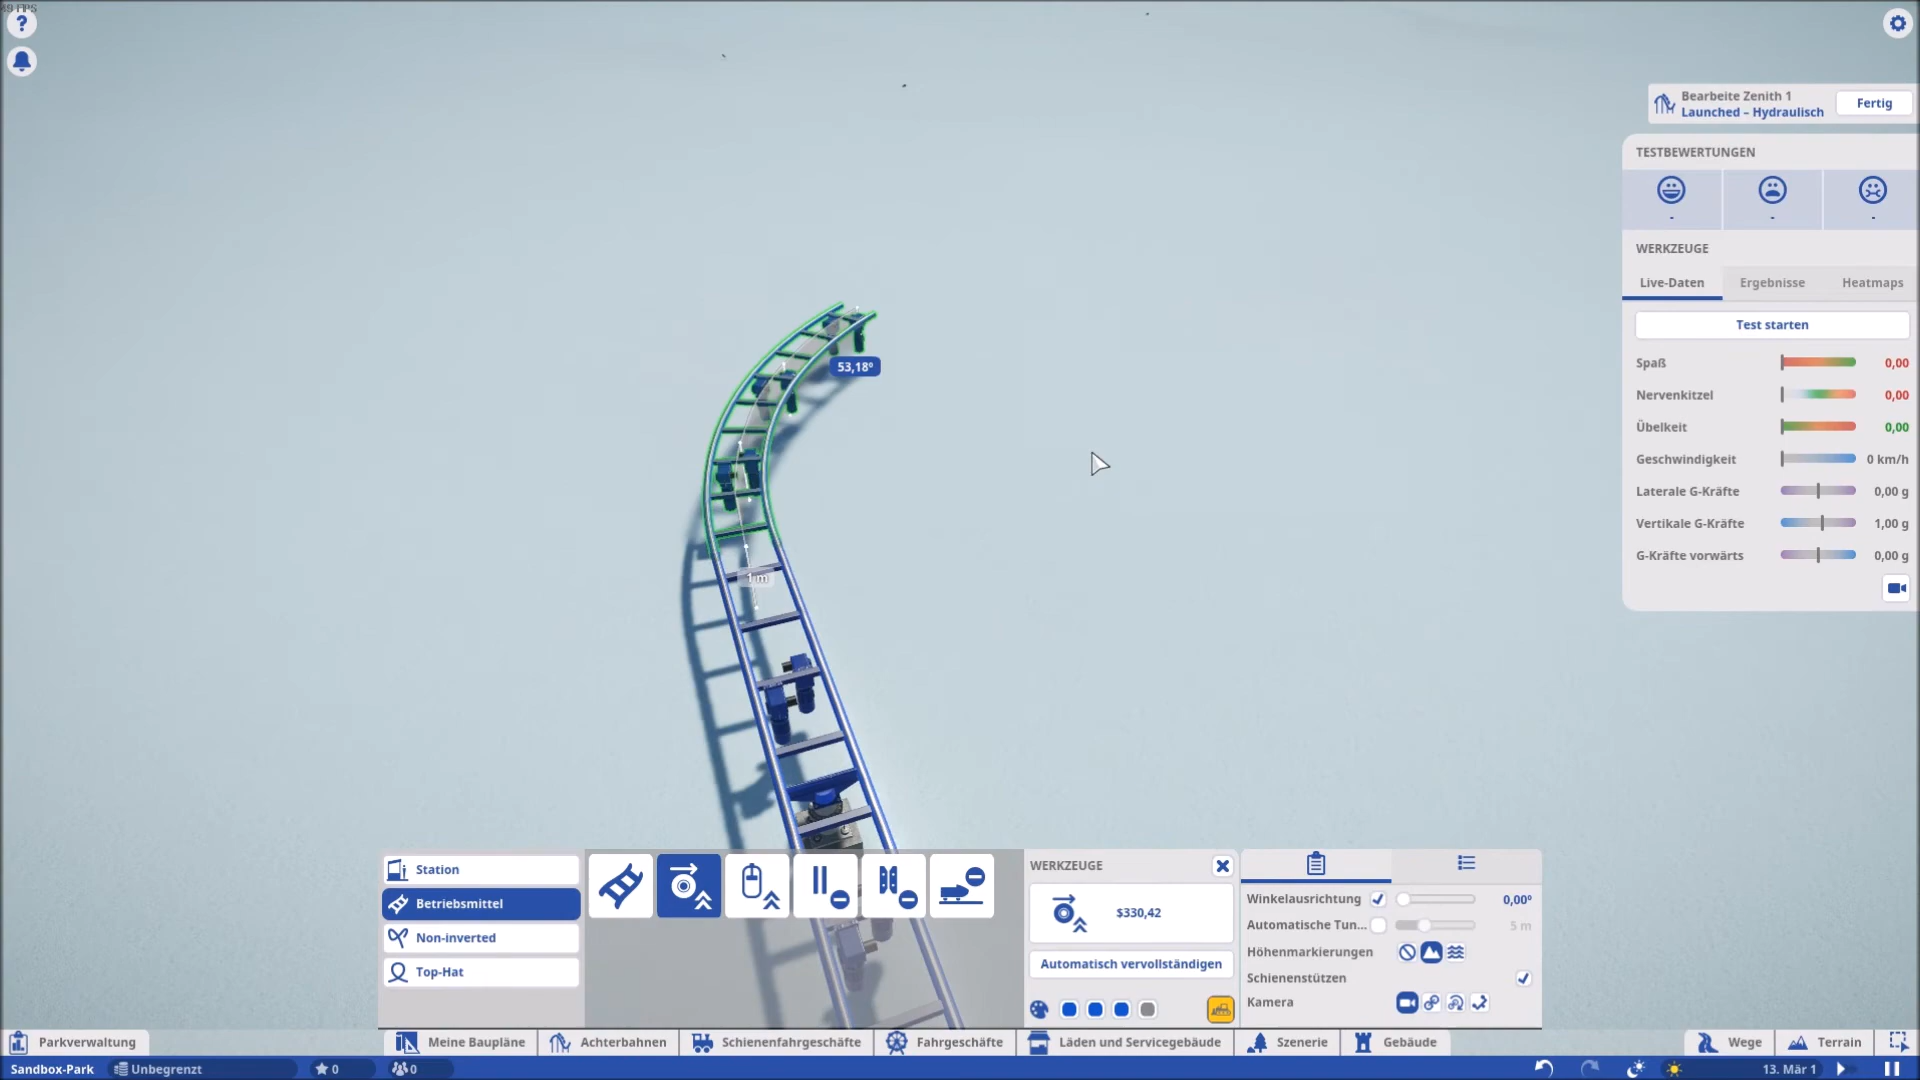 49 FPS
?
Bearbeite Zenith 1
Launched – Hydraulisch
Fertig
TESTBEWERTUNGEN
- - -
WERKZEUGE
Live-Daten Ergebnisse Heatmaps
Test starten
Spaß 0,00
Nervenkitzel 0,00
Übelkeit 0,00
Geschwindigkeit 0 km/h
Laterale G-Kräfte 0,00 g
Vertikale G-Kräfte 1,00 g
G-Kräfte vorwärts 0,00 g
53,18°
1 m
Station
Betriebsmittel
Non-inverted
Top-Hat
WERKZEUGE
$330,42
Automatisch vervollständigen
Winkelausrichtung 0,00°
Automatische Tun... 5 m
Höhenmarkierungen
Schienenstützen
Kamera
Parkverwaltung
Meine Baupläne Achterbahnen Schienenfahrgeschäfte Fahrgeschäfte Läden und Servicegebäude Szenerie Gebäude
Wege Terrain
Sandbox-Park Unbegrenzt 0 0
13. Mär 1